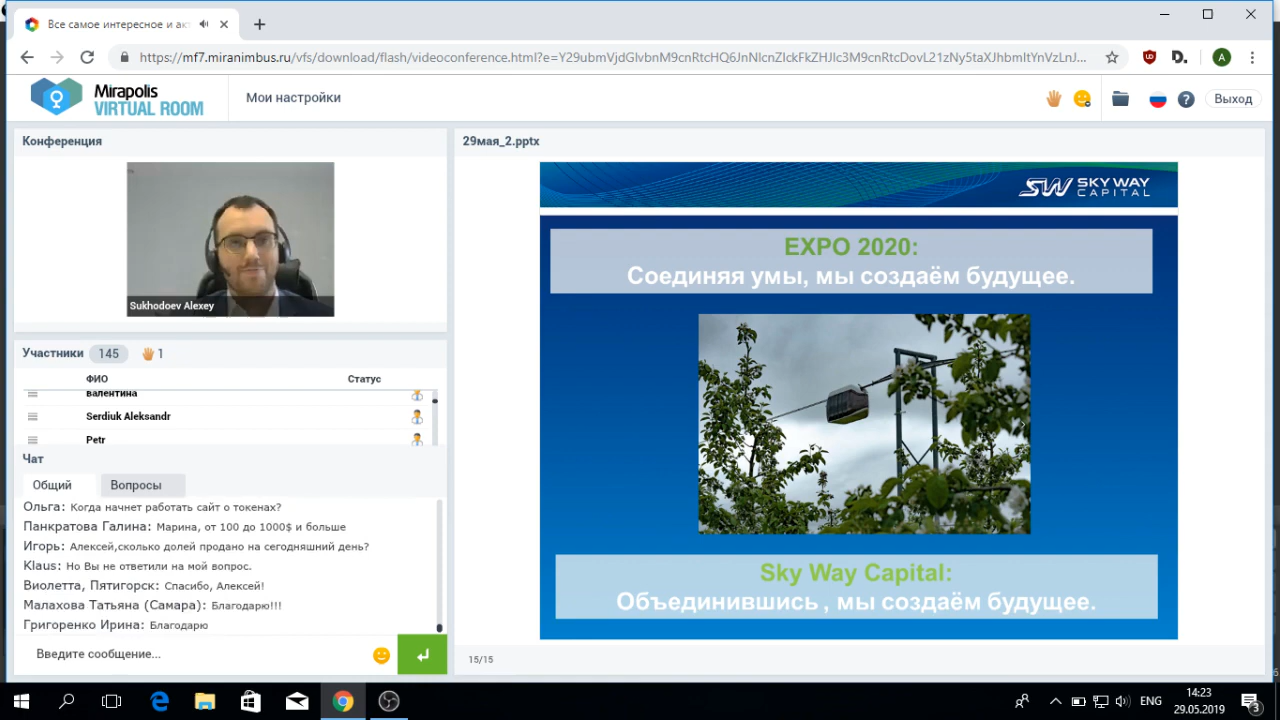 Все самое интересное и ак
https://mf7.miranimbus.ru/vfs/download/flash/videoconference.html?e=Y29ubmVjdGlvbnM9cnRtcHQ6JnNlcnZlckFkZHJlc3M9cnRtcDovL21zNy5taXJhbmltYnVzLnJ...
Mirapolis
VIRTUAL ROOM
Мои настройки
Выход
Конференция
Sukhodoev Alexey
29мая_2.pptx
SW SKY WAY
CAPITAL
EXPO 2020:
Соединяя умы, мы создаём будущее.
Sky Way Capital:
Объединившись , мы создаём будущее.
15/15
Участники 145 1
ФИО Статус
валентина
Serdiuk Aleksandr
Petr
Чат
Общий Вопросы
Ольга: Когда начнет работать сайт о токенах?
Панкратова Галина: Марина, от 100 до 1000$ и больше
Игорь: Алексей,сколько долей продано на сегодняшний день?
Klaus: Но Вы не ответили на мой вопрос.
Виолетта, Пятигорск: Спасибо, Алексей!
Малахова Татьяна (Самара): Благодарю!!!
Григоренко Ирина: Благодарю
Введите сообщение...
ENG
14:23
29.05.2019
3